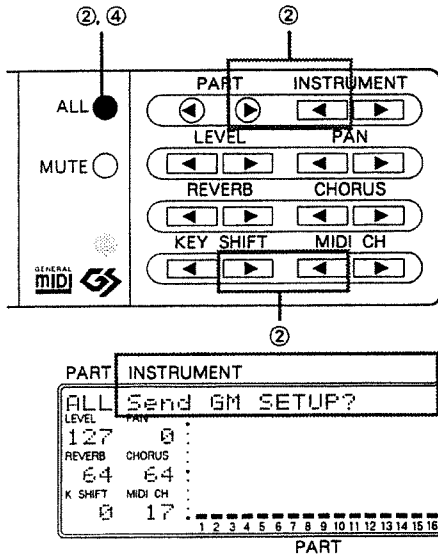 ②, ④ ②
PART INSTRUMENT
ALL
LEVEL PAN
MUTE
REVERB CHORUS
KEY SHIFT MIDI CH
GENERAL
MIDI GS
②
PART INSTRUMENT
ALL Send GM SETUP?
LEVEL PAN
127 0
REVERB CHORUS
64 64
K SHIFT MIDI CH
0 17
1 2 3 4 5 6 7 8 9 10 11 12 13 14 15 16
PART